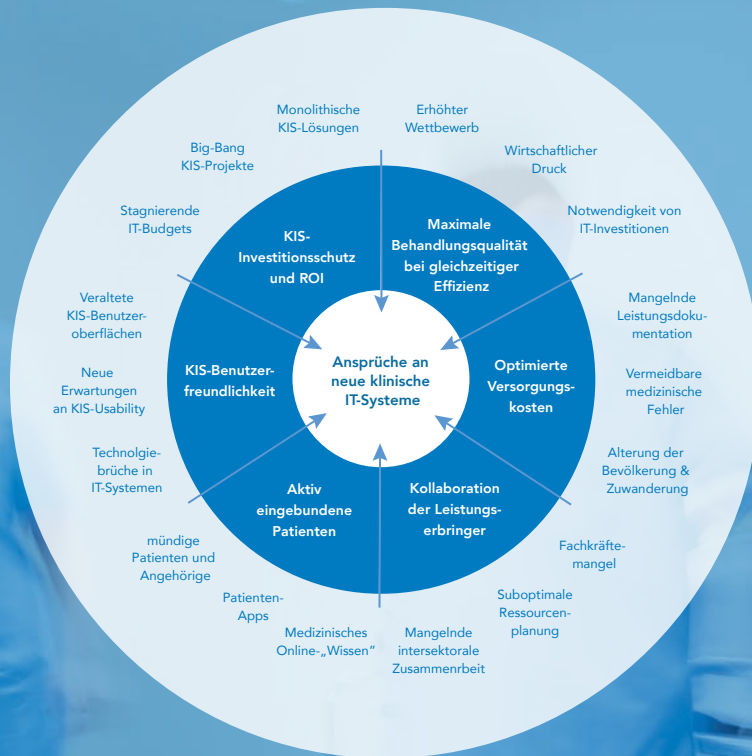 Monolithische
KIS-Lösungen
Erhöhter
Wettbewerb
Wirtschaftlicher
Druck
Notwendigkeit von
IT-Investitionen
Mangelnde
Leistungsdoku-
mentation
Vermeidbare
medizinische
Fehler
Alterung der
Bevölkerung &
Zuwanderung
Fachkräfte-
mangel
Suboptimale
Ressourcen-
planung
Mangelnde
intersektorale
Zusammenrbeit
Medizinisches
Online-„Wissen“
Patienten-
Apps
mündige
Patienten und
Angehörige
Technolgie-
brüche in
IT-Systemen
Neue
Erwartungen
an KIS-Usability
Veraltete
KIS-Benutzer-
oberflächen
Stagnierende
IT-Budgets
Big-Bang
KIS-Projekte
KIS-
Investitionsschutz
und ROI
Maximale
Behandlungsqualität
bei gleichzeitiger
Effizienz
Optimierte
Versorgungs-
kosten
Kollaboration
der Leistungs-
erbringer
Aktiv
eingebundene
Patienten
KIS-Benutzer-
freundlichkeit
Ansprüche an
neue klinische
IT-Systeme